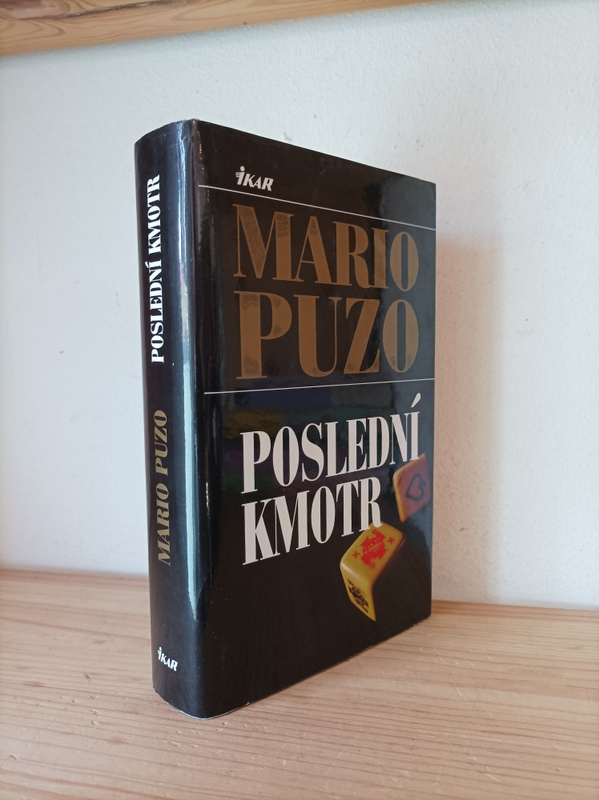 POSLEDNÍ KMOTR
MARIO PUZO
iKAR
iKAR
MARIO
PUZO
POSLEDNÍ
KMOTR